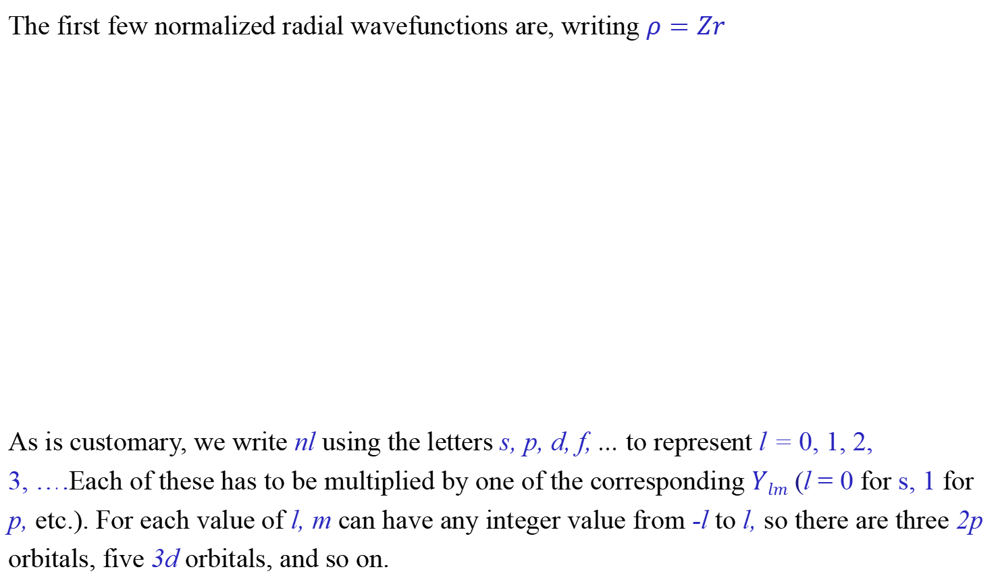 The first few normalized radial wavefunctions are, writing ρ = Zr
As is customary, we write nl using the letters s, p, d, f, ... to represent l = 0, 1, 2,
3, ….Each of these has to be multiplied by one of the corresponding Y_lm (l = 0 for s, 1 for
p, etc.). For each value of l, m can have any integer value from -l to l, so there are three 2p
orbitals, five 3d orbitals, and so on.